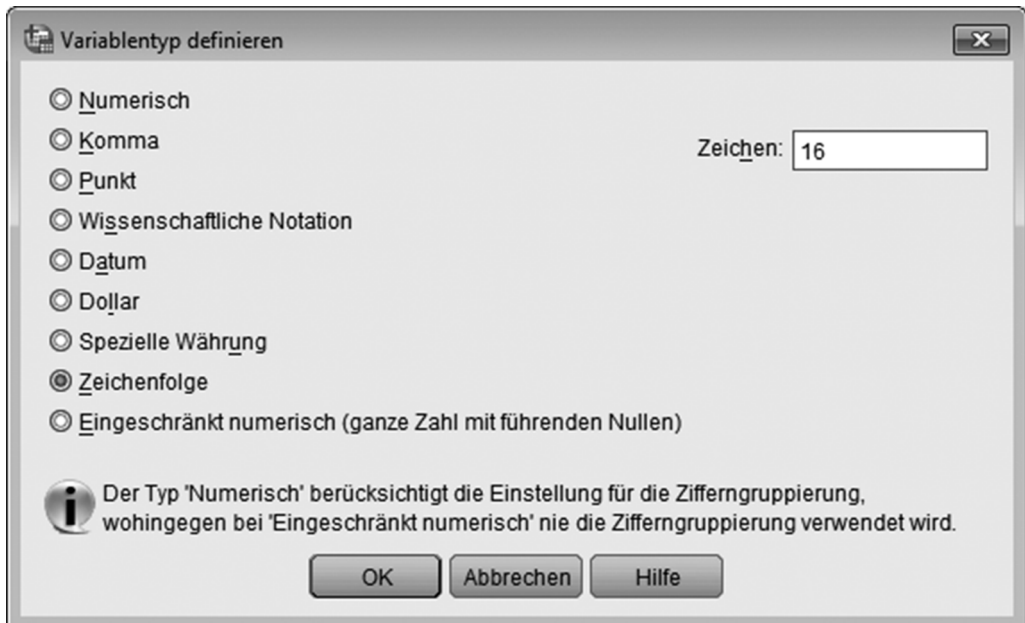 Variablentyp definieren
Numerisch
Komma
Zeichen: 16
Punkt
Wissenschaftliche Notation
Datum
Dollar
Spezielle Währung
Zeichenfolge
Eingeschränkt numerisch (ganze Zahl mit führenden Nullen)
Der Typ 'Numerisch' berücksichtigt die Einstellung für die Zifferngruppierung,
wohingegen bei 'Eingeschränkt numerisch' nie die Zifferngruppierung verwendet wird.
OK Abbrechen Hilfe